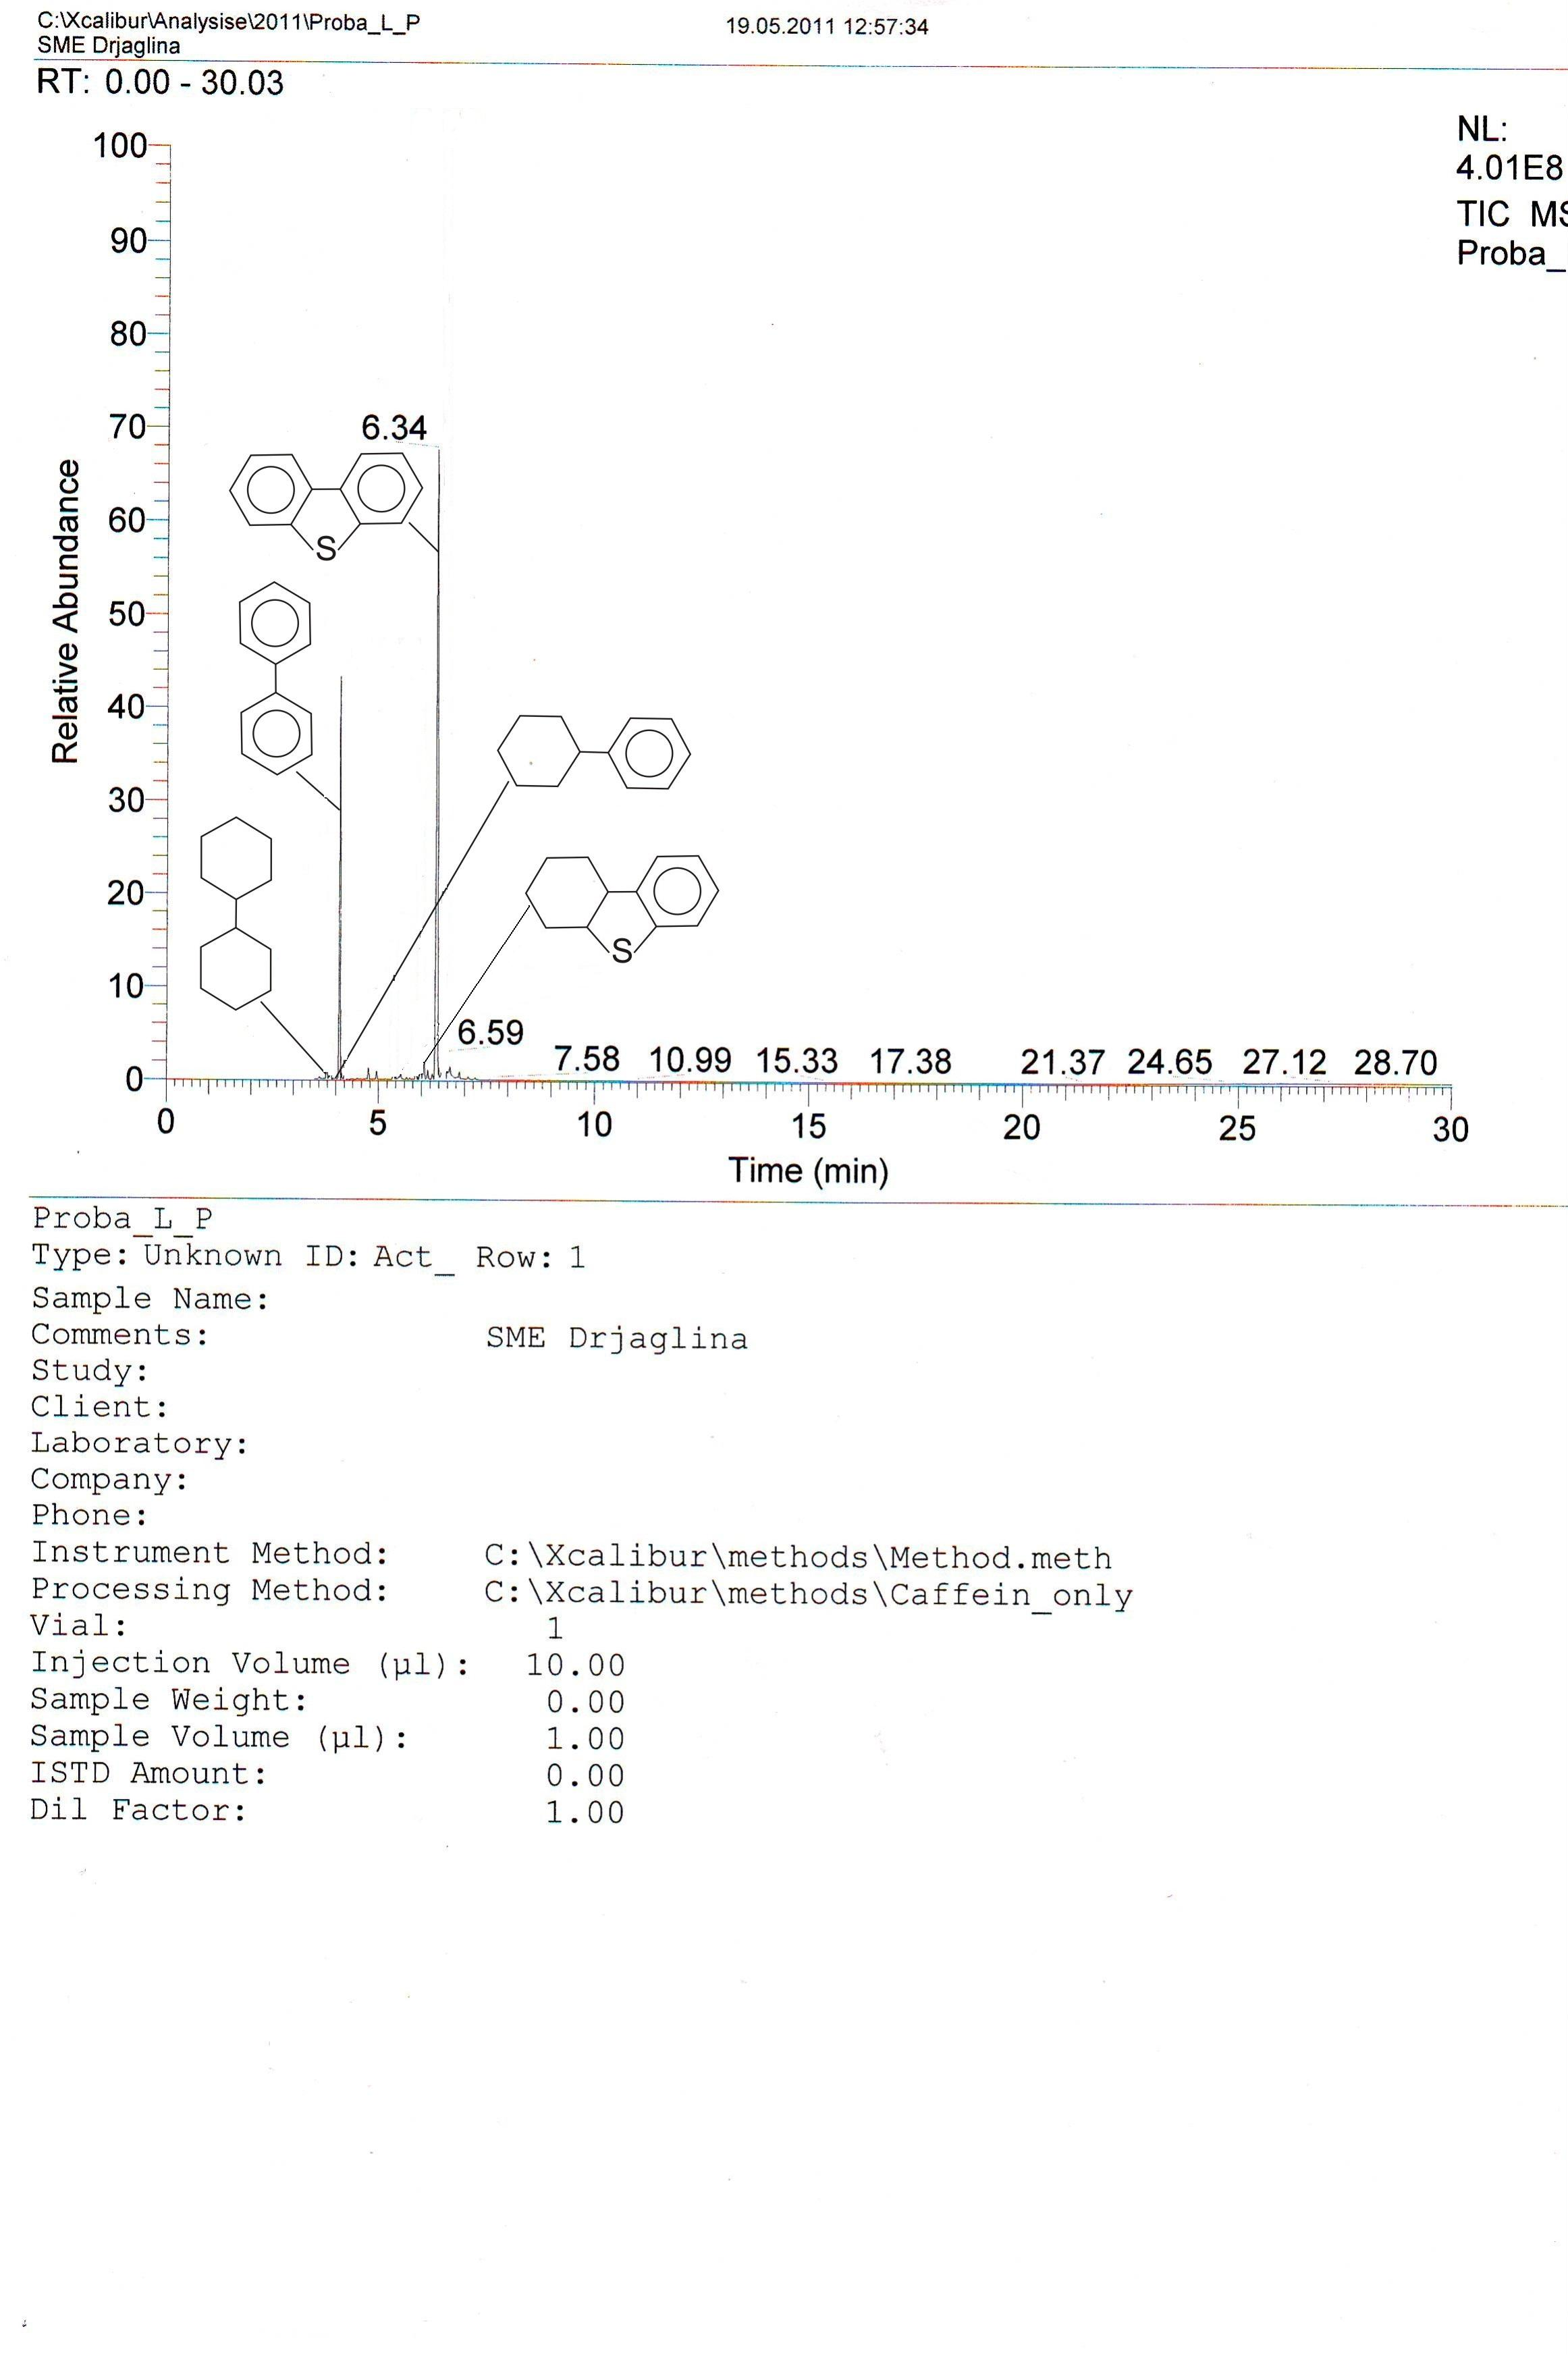 C:\Xcalibur\Analysise\2011\Proba_L_P 19.05.2011 12:57:34
SME Drjaglina
RT: 0.00 - 30.03
NL:
4.01E8
TIC MS
Proba_
100
90
80
70
60
50
40
30
20
10
0
Relative Abundance
6.34
S
S
6.59
7.58 10.99 15.33 17.38 21.37 24.65 27.12 28.70
0 5 10 15 20 25 30
Time (min)
Proba_L_P
Type: Unknown ID: Act_ Row: 1
Sample Name:
Comments: SME Drjaglina
Study:
Client:
Laboratory:
Company:
Phone:
Instrument Method: C:\Xcalibur\methods\Method.meth
Processing Method: C:\Xcalibur\methods\Caffein_only
Vial: 1
Injection Volume (µl): 10.00
Sample Weight: 0.00
Sample Volume (µl): 1.00
ISTD Amount: 0.00
Dil Factor: 1.00